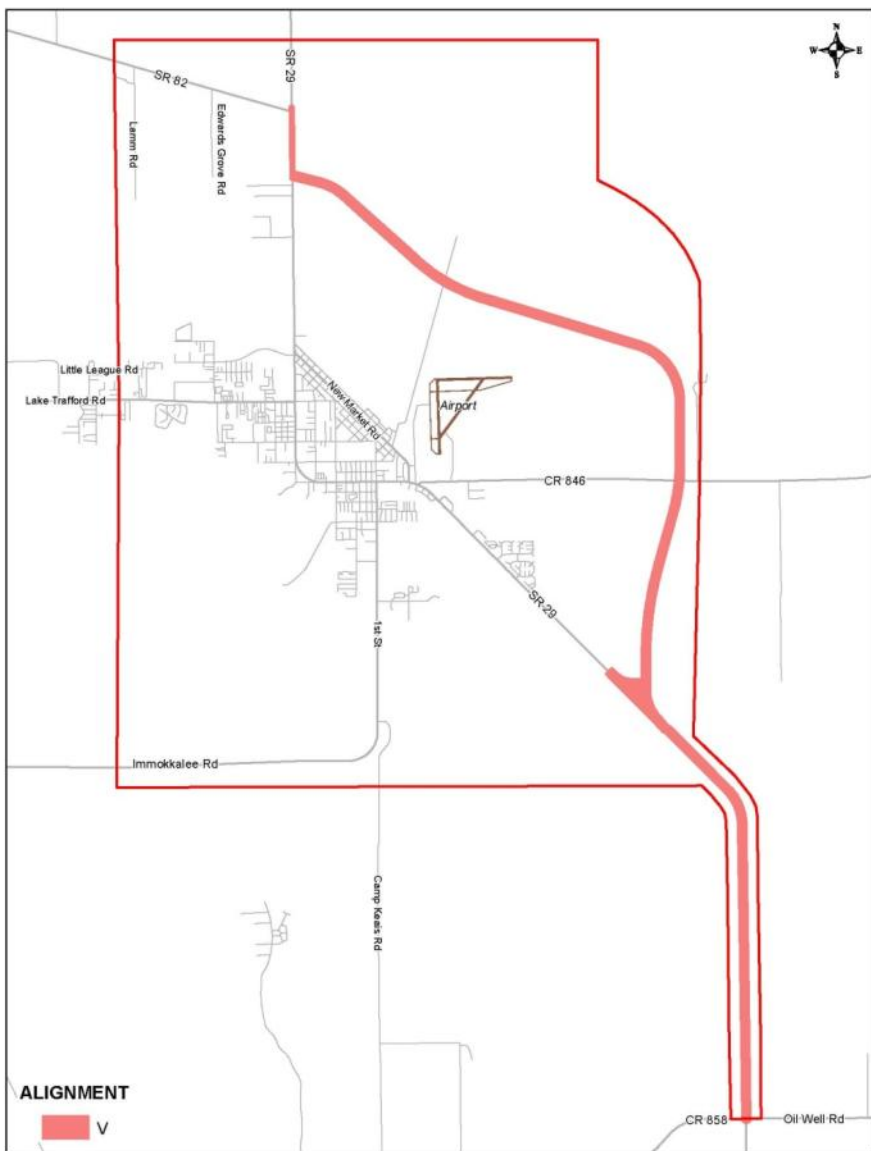 N
W E
S
SR 82
SR 29
Lamm Rd
Edwards Grove Rd
Little League Rd
Lake Trafford Rd
New Market Rd
Airport
CR 846
SR 29
1st St
Immokkalee Rd
Camp Keais Rd
CR 858
Oil Well Rd
ALIGNMENT
V